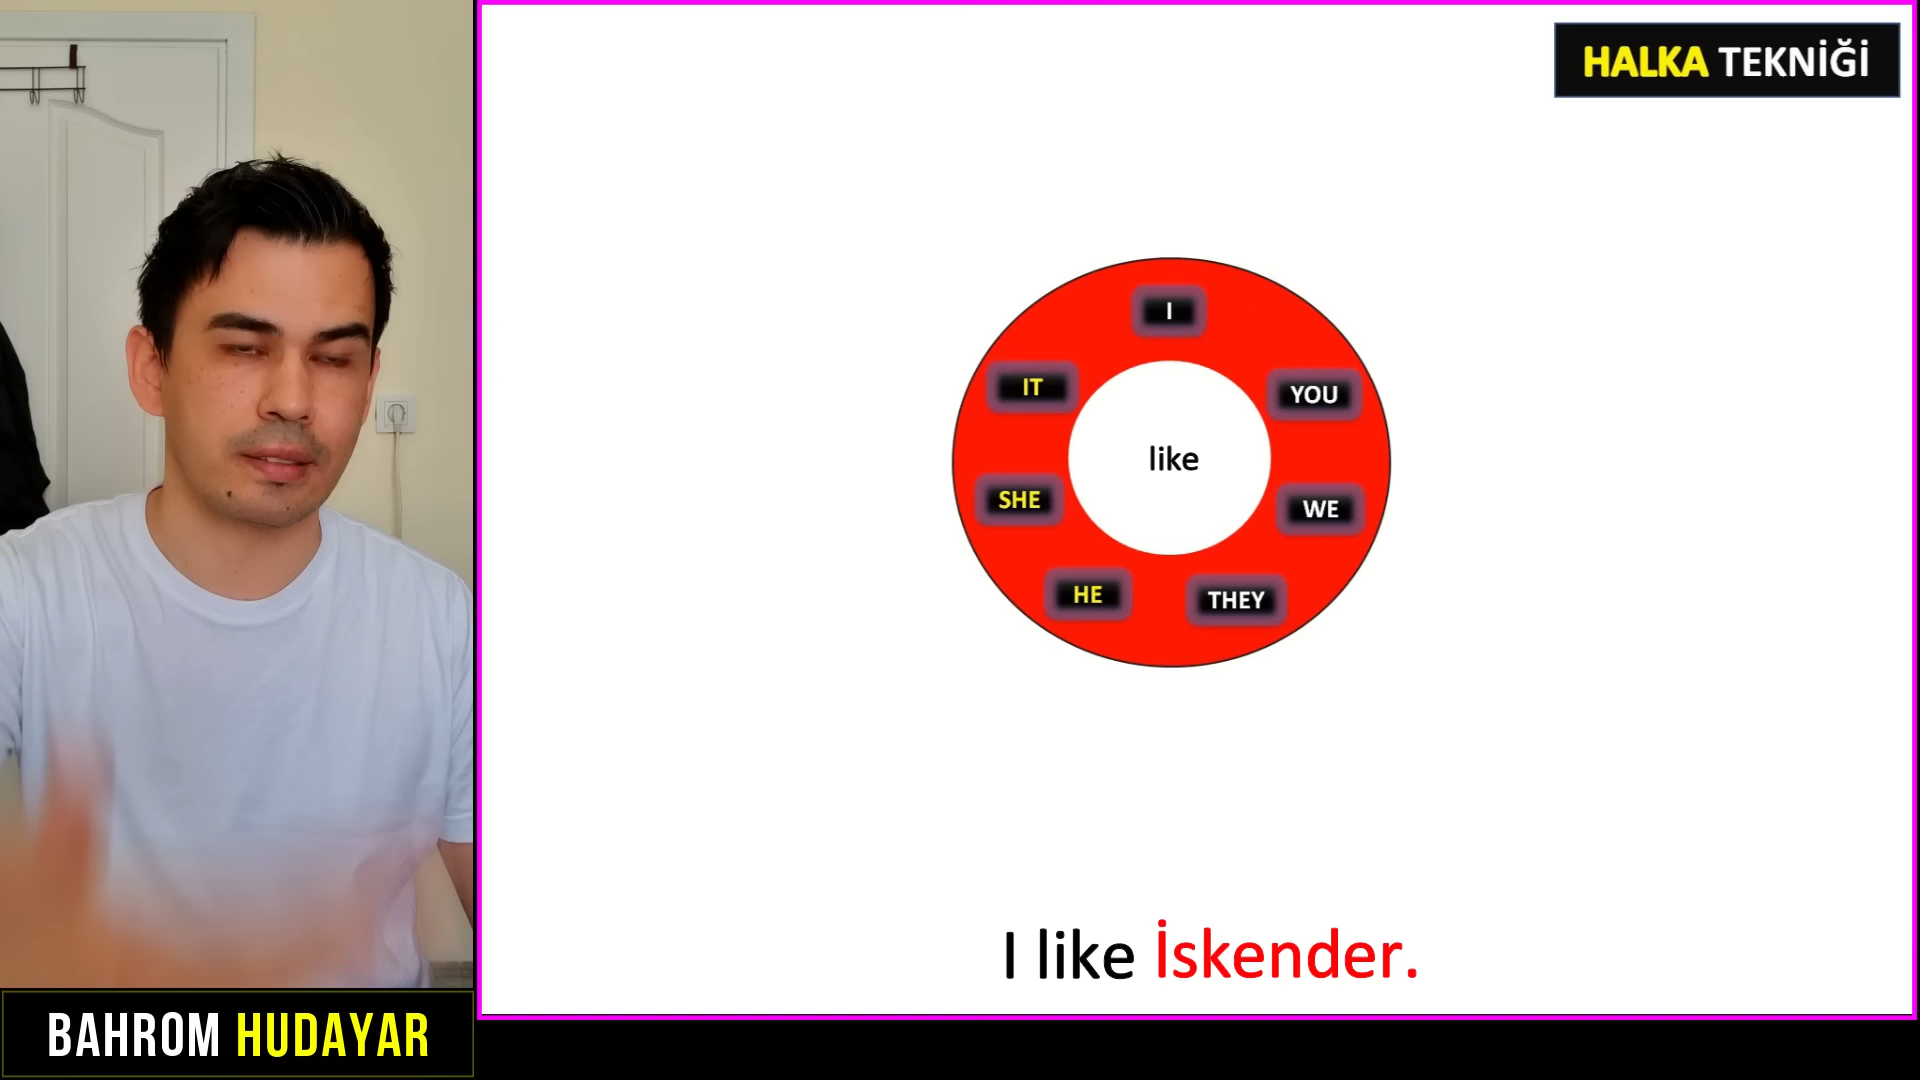 HALKA TEKNİĞİ
I
IT
YOU
like
SHE
WE
HE
THEY
I like İskender.
BAHROM HUDAYAR